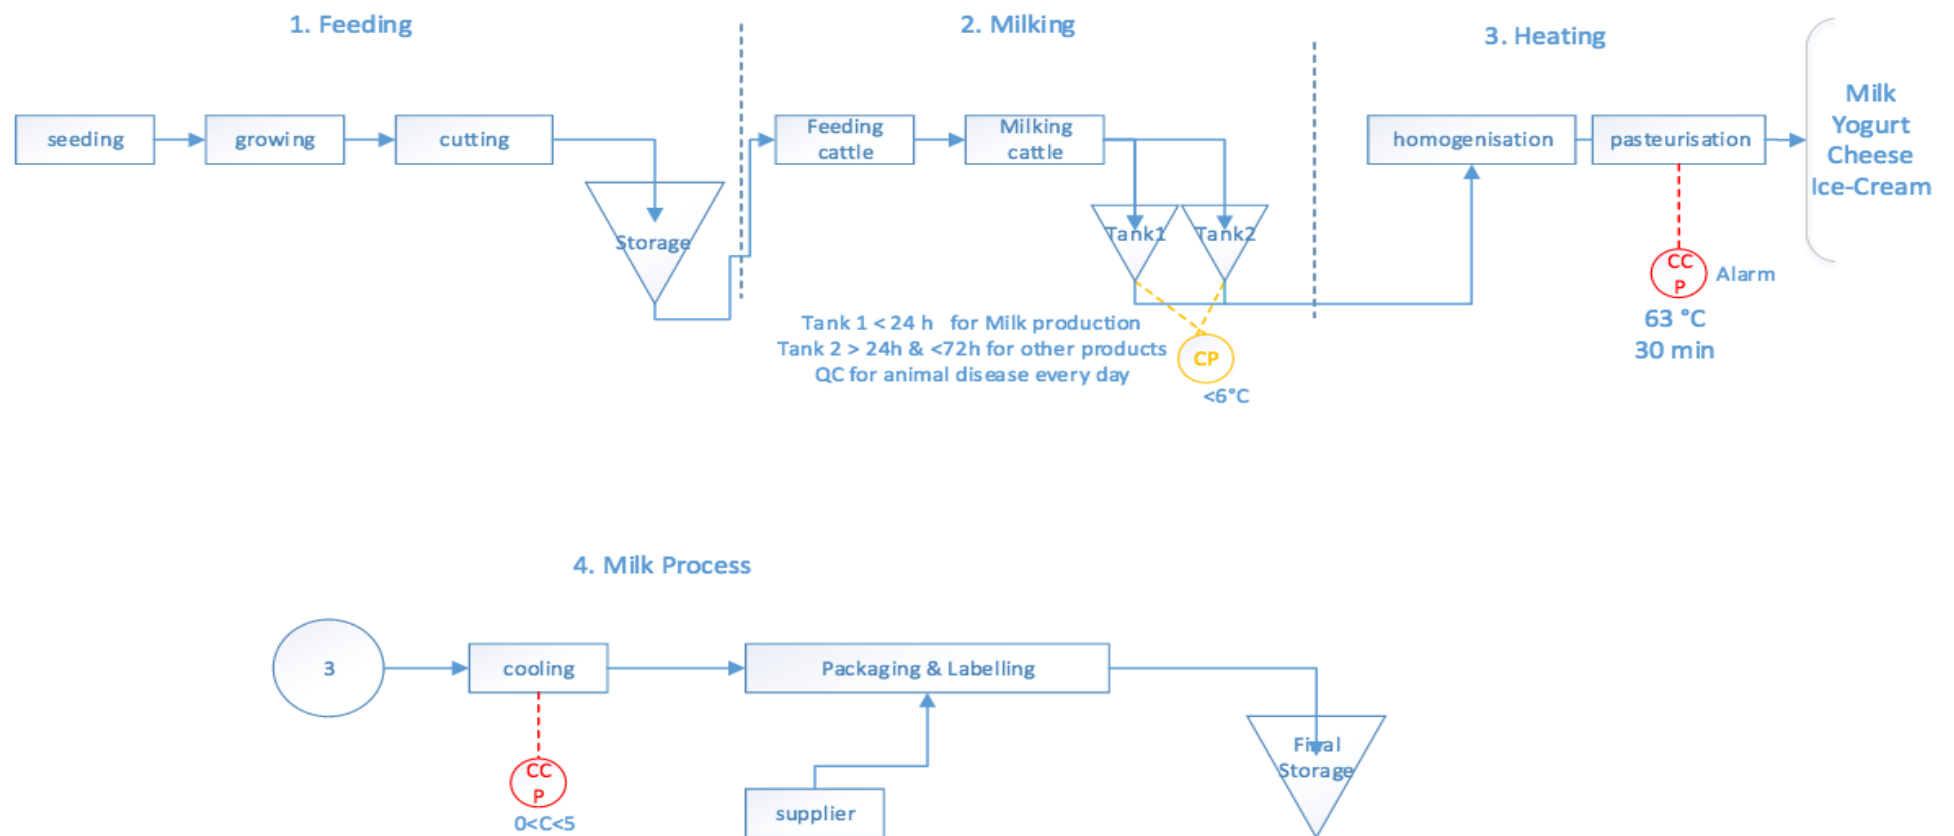 1. Feeding
2. Milking
3. Heating
seeding
growing
cutting
Storage
Feeding
cattle
Milking
cattle
Tank1
Tank2
Tank 1 < 24 h for Milk production
Tank 2 > 24h & <72h for other products
QC for animal disease every day
CP
<6°C
homogenisation
pasteurisation
CC
P
Alarm
63 °C
30 min
Milk
Yogurt
Cheese
Ice-Cream
4. Milk Process
3
cooling
CC
P
0<C<5
Packaging & Labelling
supplier
Final
Storage